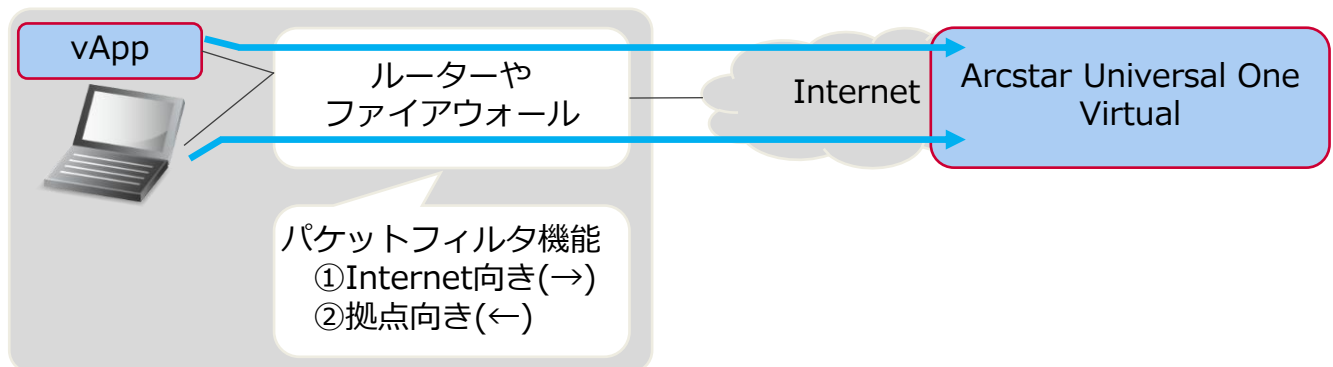 vApp
ルーターや
ファイアウォール
Internet
Arcstar Universal One
Virtual
パケットフィルタ機能
①Internet向き(→)
②拠点向き(←)